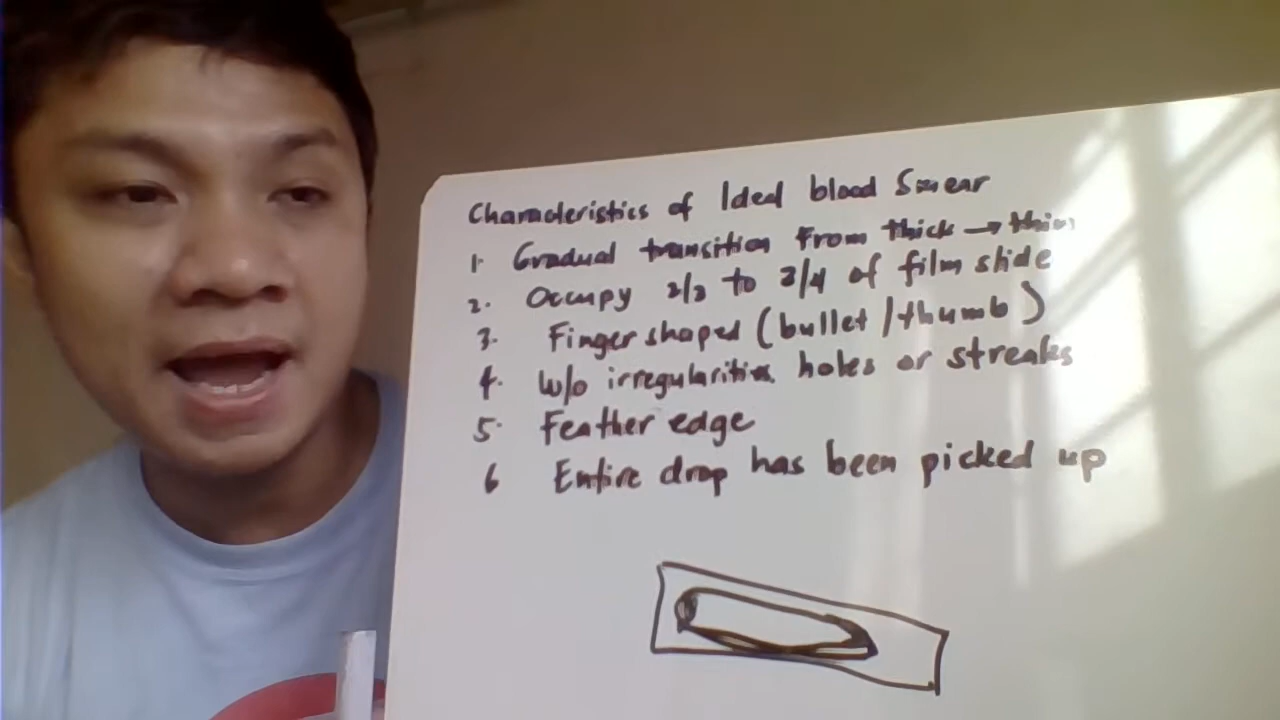 Characteristics of Ideal blood Smear
1. Gradual transition from thick → thin
2. Occupy 2/3 to 3/4 of film slide
3. Finger shaped (bullet / thumb)
4. w/o irregularities, holes or streaks
5. Feather edge
6 Entire drop has been picked up